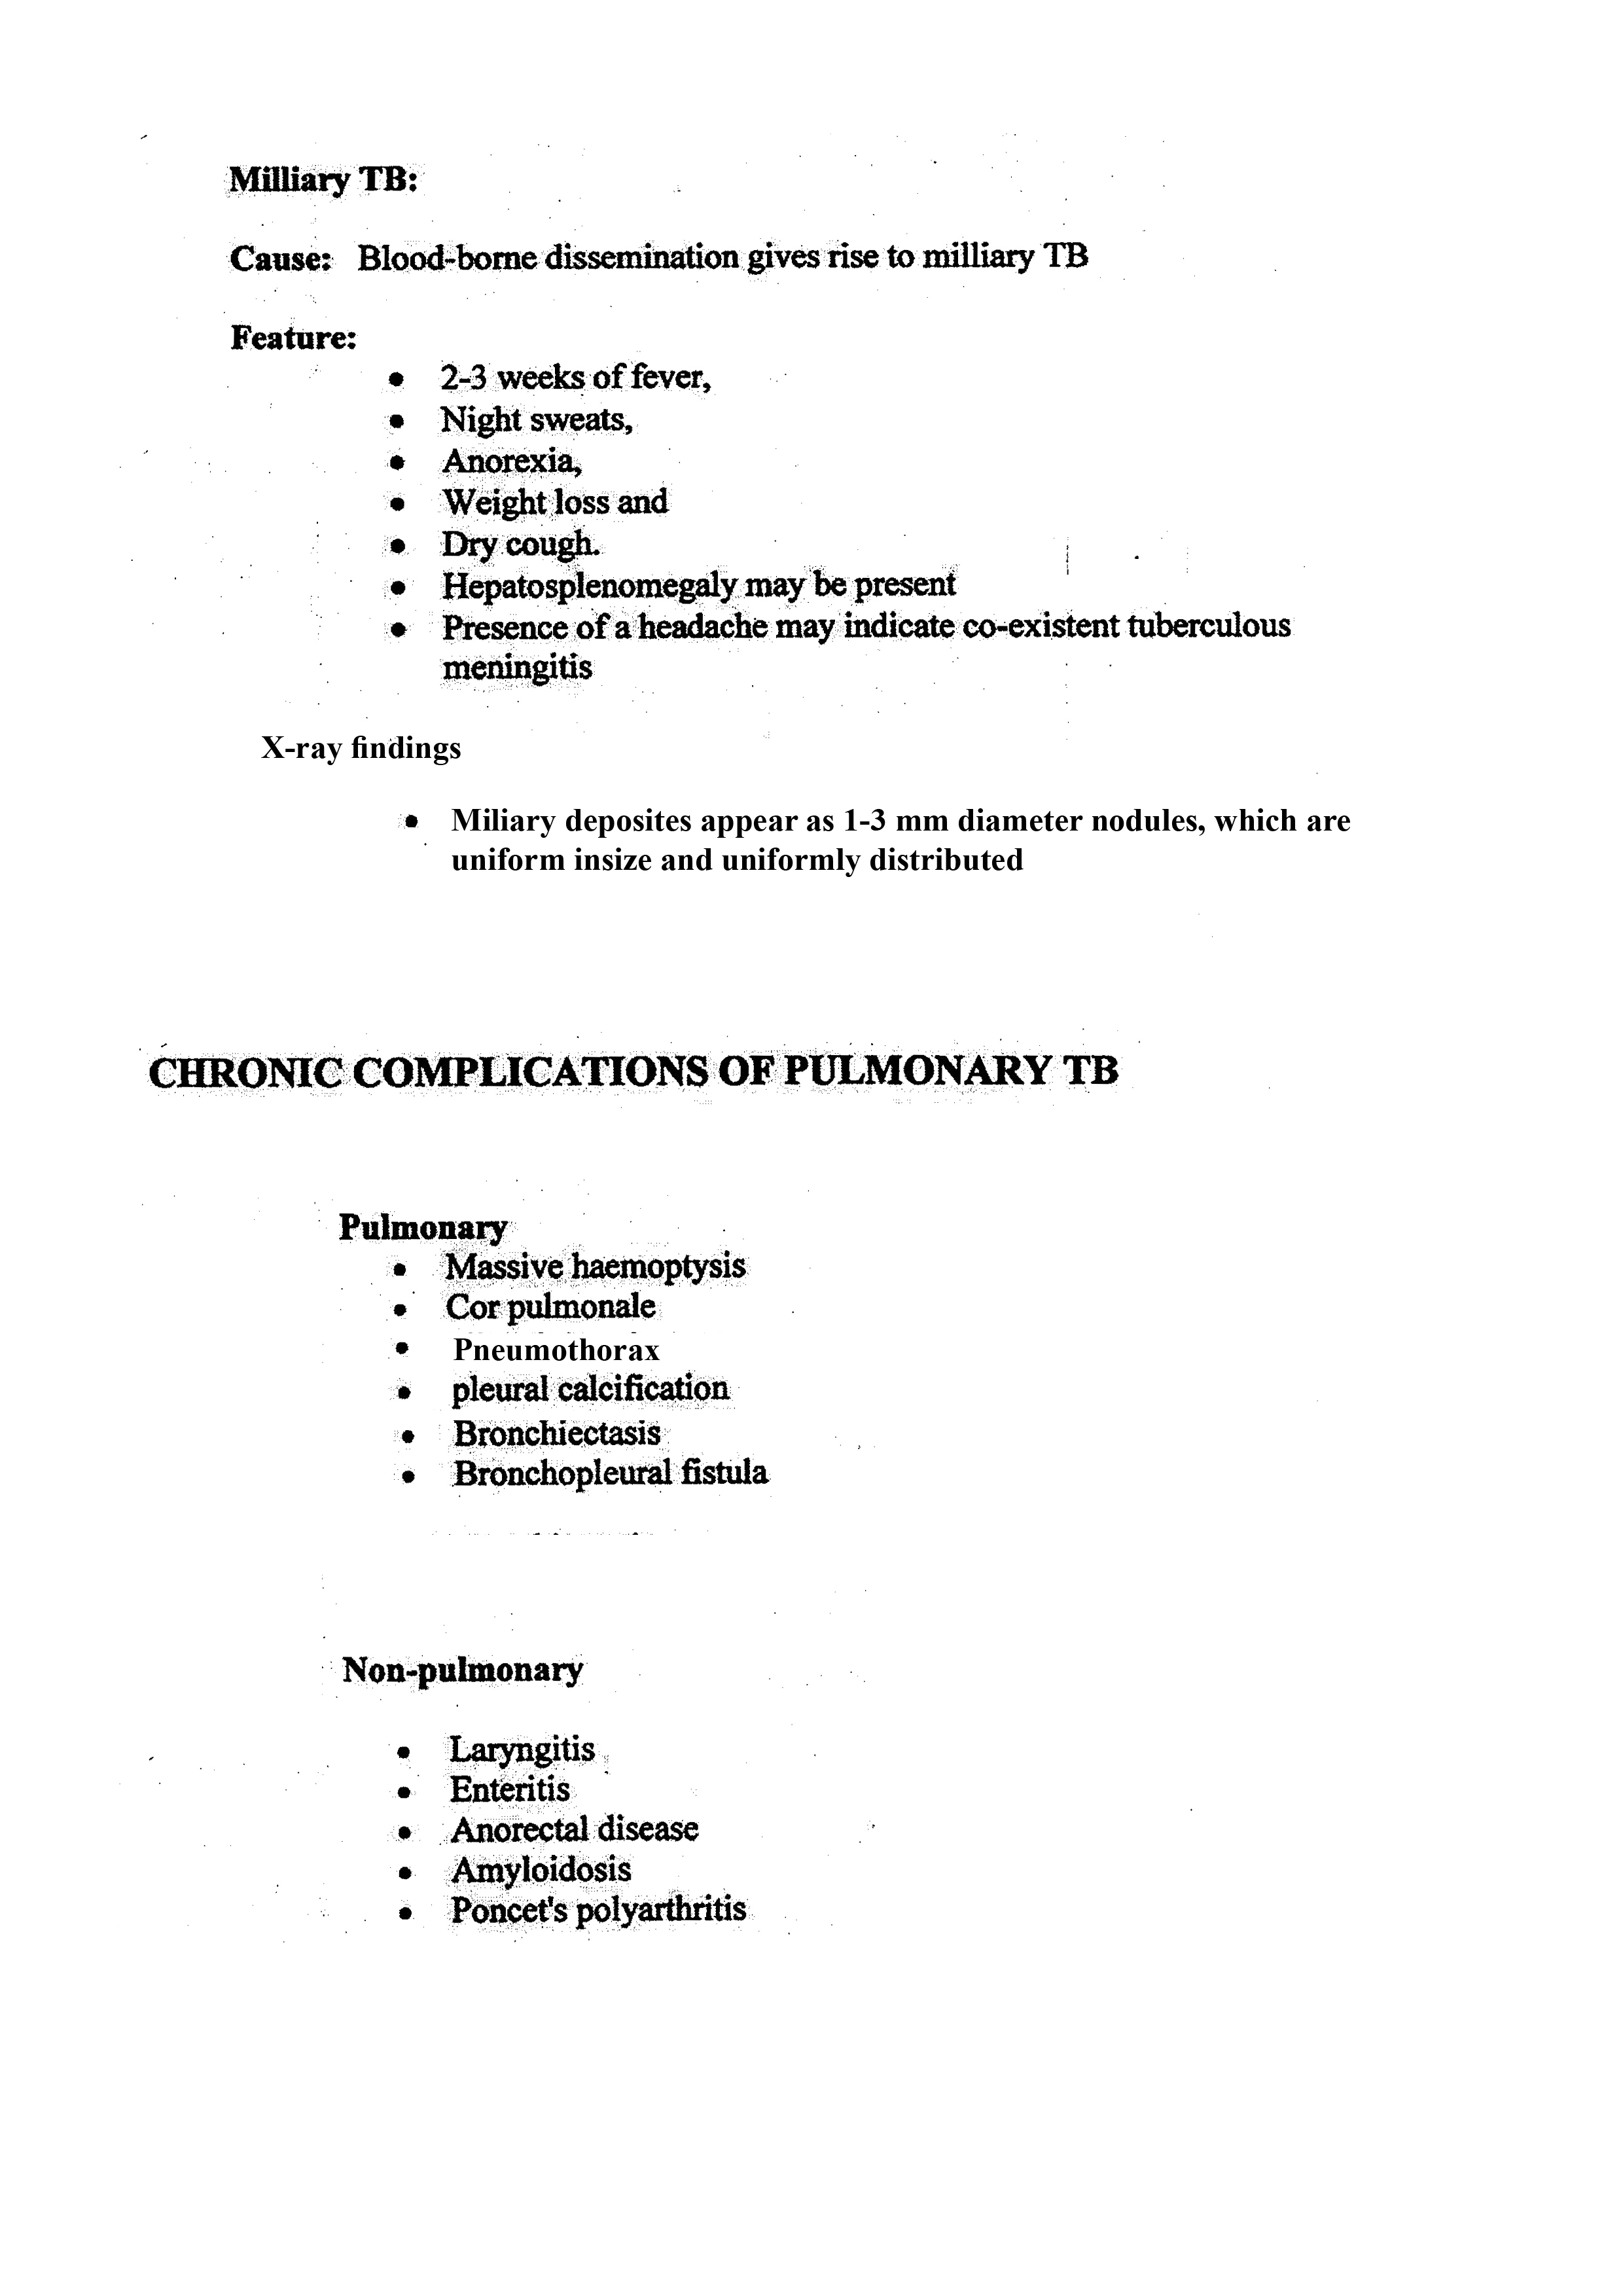 Milliary TB:
Cause: Blood-borne dissemination gives rise to milliary TB
Feature:
• 2-3 weeks of fever,
• Night sweats,
• Anorexia,
• Weight loss and
• Dry cough.
• Hepatosplenomegaly may be present
• Presence of a headache may indicate co-existent tuberculous
meningitis
X-ray findings
• Miliary deposites appear as 1-3 mm diameter nodules, which are
uniform insize and uniformly distributed
CHRONIC COMPLICATIONS OF PULMONARY TB
Pulmonary
• Massive haemoptysis
• Cor pulmonale
• Pneumothorax
• pleural calcification
• Bronchiectasis
• Bronchopleural fistula
Non-pulmonary
• Laryngitis
• Enteritis
• Anorectal disease
• Amyloidosis
• Poncet's polyarthritis